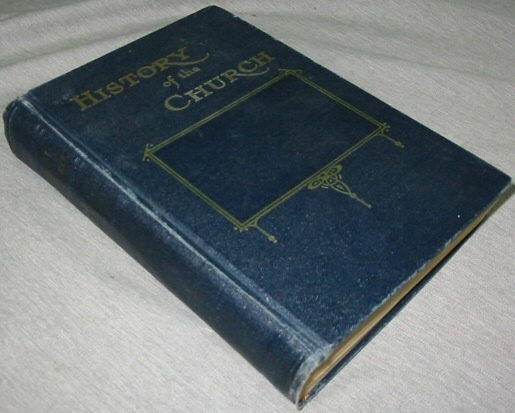 HISTORY
of the
CHURCH